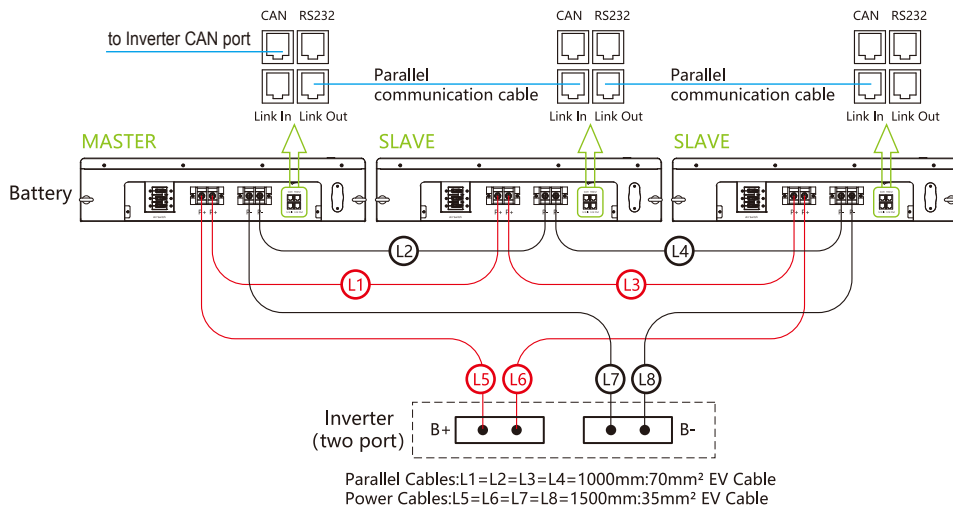 CAN RS232
CAN RS232
CAN RS232
to Inverter CAN port
Parallel
communication cable
Parallel
communication cable
Link In Link Out
Link In Link Out
Link In Link Out
MASTER
SLAVE
SLAVE
Battery
P+ P+ P- P-
P+ P+ P- P-
P+ P+ P- P-
L2
L4
L1
L3
L5
L6
L7
L8
Inverter
(two port)
B+
B-
Parallel Cables:L1=L2=L3=L4=1000mm:70mm² EV Cable
Power Cables:L5=L6=L7=L8=1500mm:35mm² EV Cable